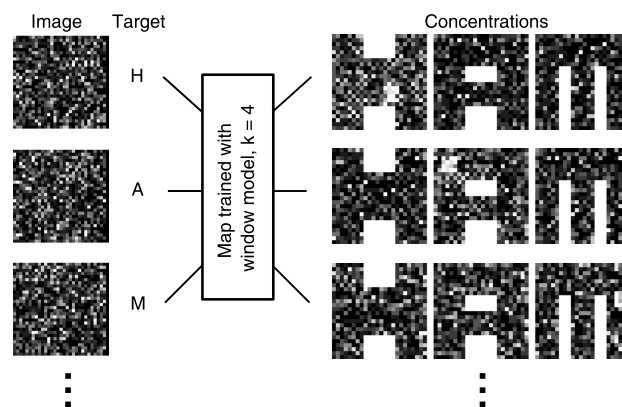 Image Target Concentrations
H
A
M
Map trained with
window model, k = 4